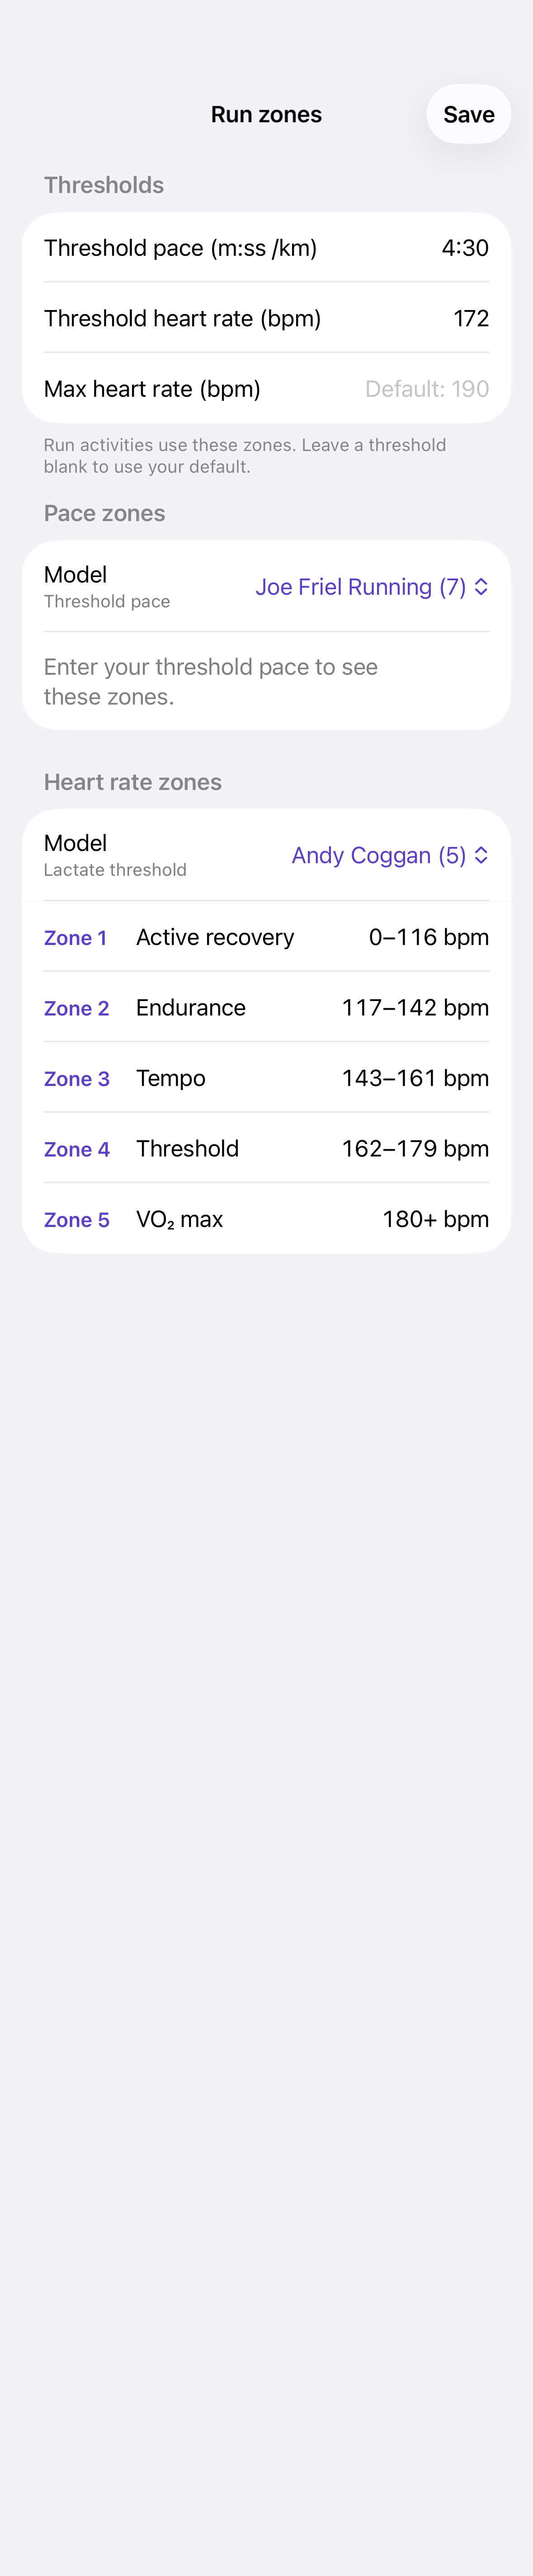 Run zones
Save
Thresholds
Threshold pace (m:ss /km) 4:30
Threshold heart rate (bpm) 172
Max heart rate (bpm) Default: 190
Run activities use these zones. Leave a threshold
blank to use your default.
Pace zones
Model
Threshold pace
Joe Friel Running (7)
Enter your threshold pace to see
these zones.
Heart rate zones
Model
Lactate threshold
Andy Coggan (5)
Zone 1 Active recovery 0–116 bpm
Zone 2 Endurance 117–142 bpm
Zone 3 Tempo 143–161 bpm
Zone 4 Threshold 162–179 bpm
Zone 5 VO₂ max 180+ bpm